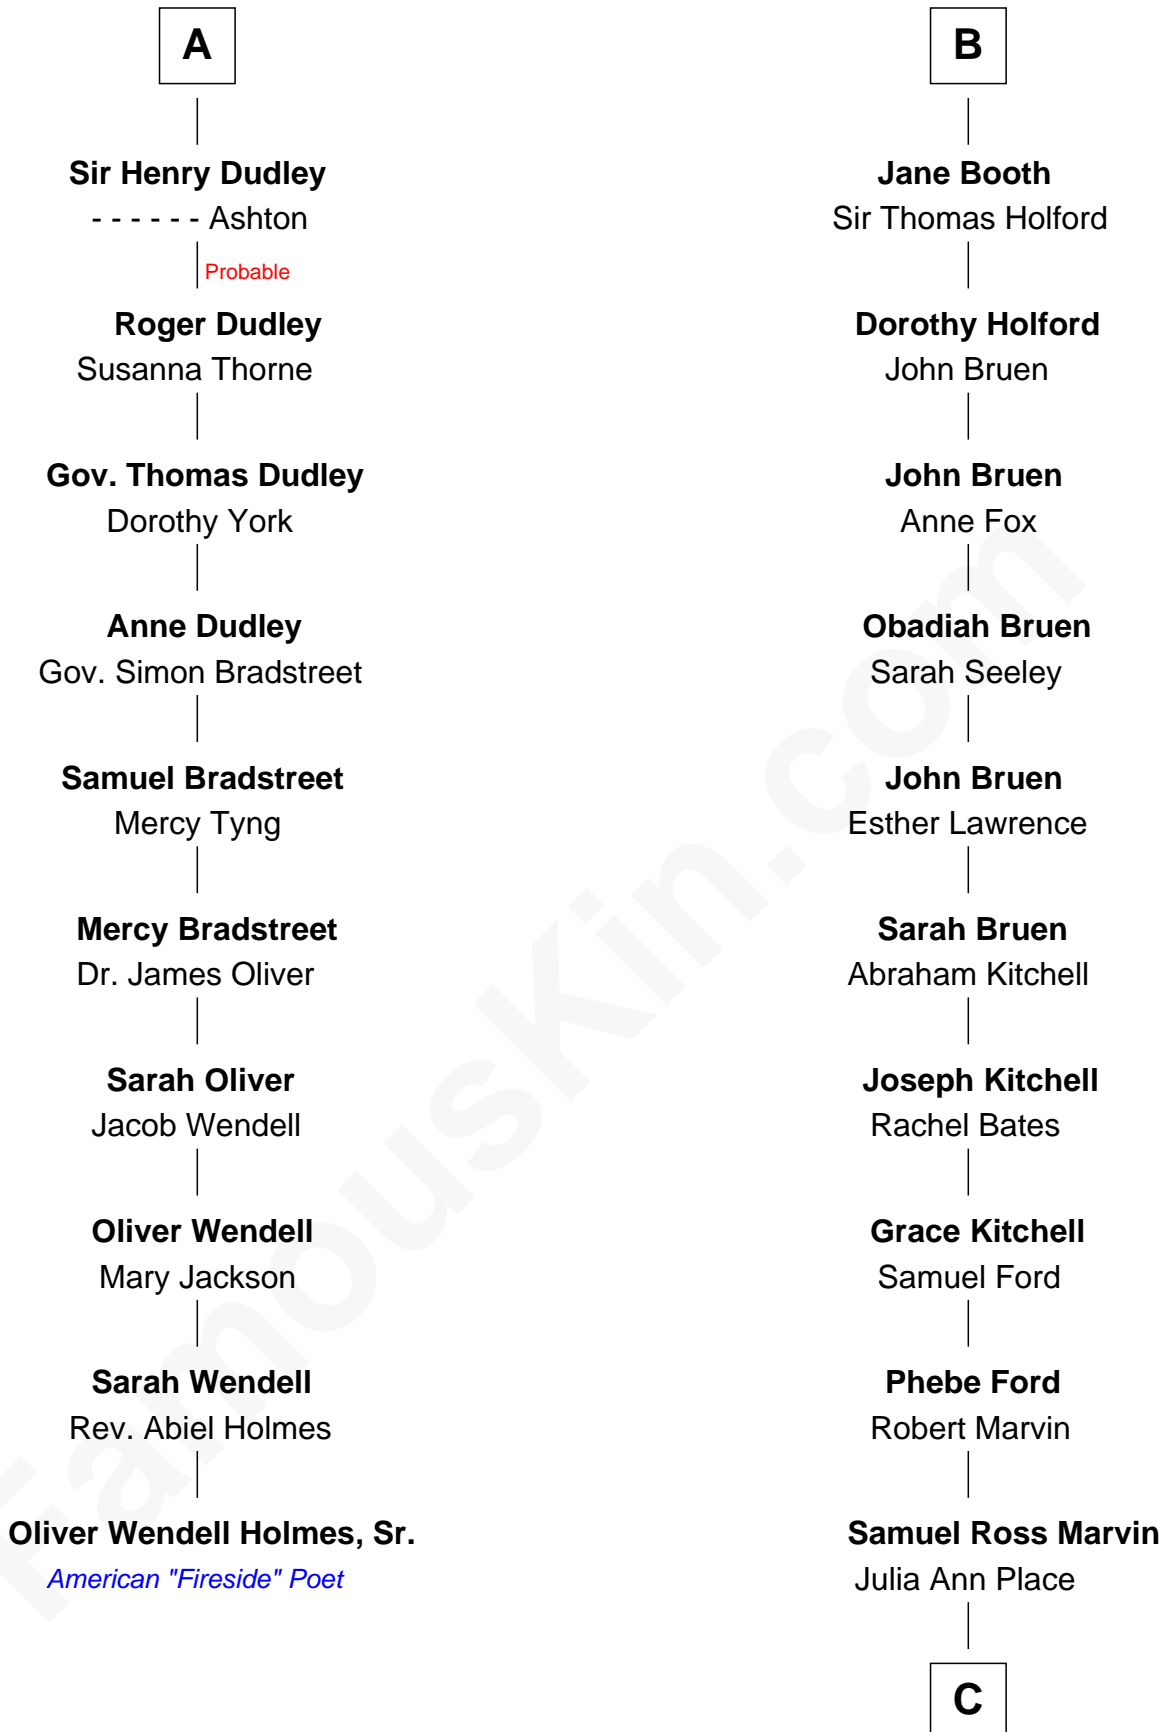 A
Sir Henry Dudley
- - - - - - Ashton
Probable
Roger Dudley
Susanna Thorne
Gov. Thomas Dudley
Dorothy York
Anne Dudley
Gov. Simon Bradstreet
Samuel Bradstreet
Mercy Tyng
Mercy Bradstreet
Dr. James Oliver
Sarah Oliver
Jacob Wendell
Oliver Wendell
Mary Jackson
Sarah Wendell
Rev. Abiel Holmes
Oliver Wendell Holmes, Sr.
American "Fireside" Poet
B
Jane Booth
Sir Thomas Holford
Dorothy Holford
John Bruen
John Bruen
Anne Fox
Obadiah Bruen
Sarah Seeley
John Bruen
Esther Lawrence
Sarah Bruen
Abraham Kitchell
Joseph Kitchell
Rachel Bates
Grace Kitchell
Samuel Ford
Phebe Ford
Robert Marvin
Samuel Ross Marvin
Julia Ann Place
C
FamousKin.com